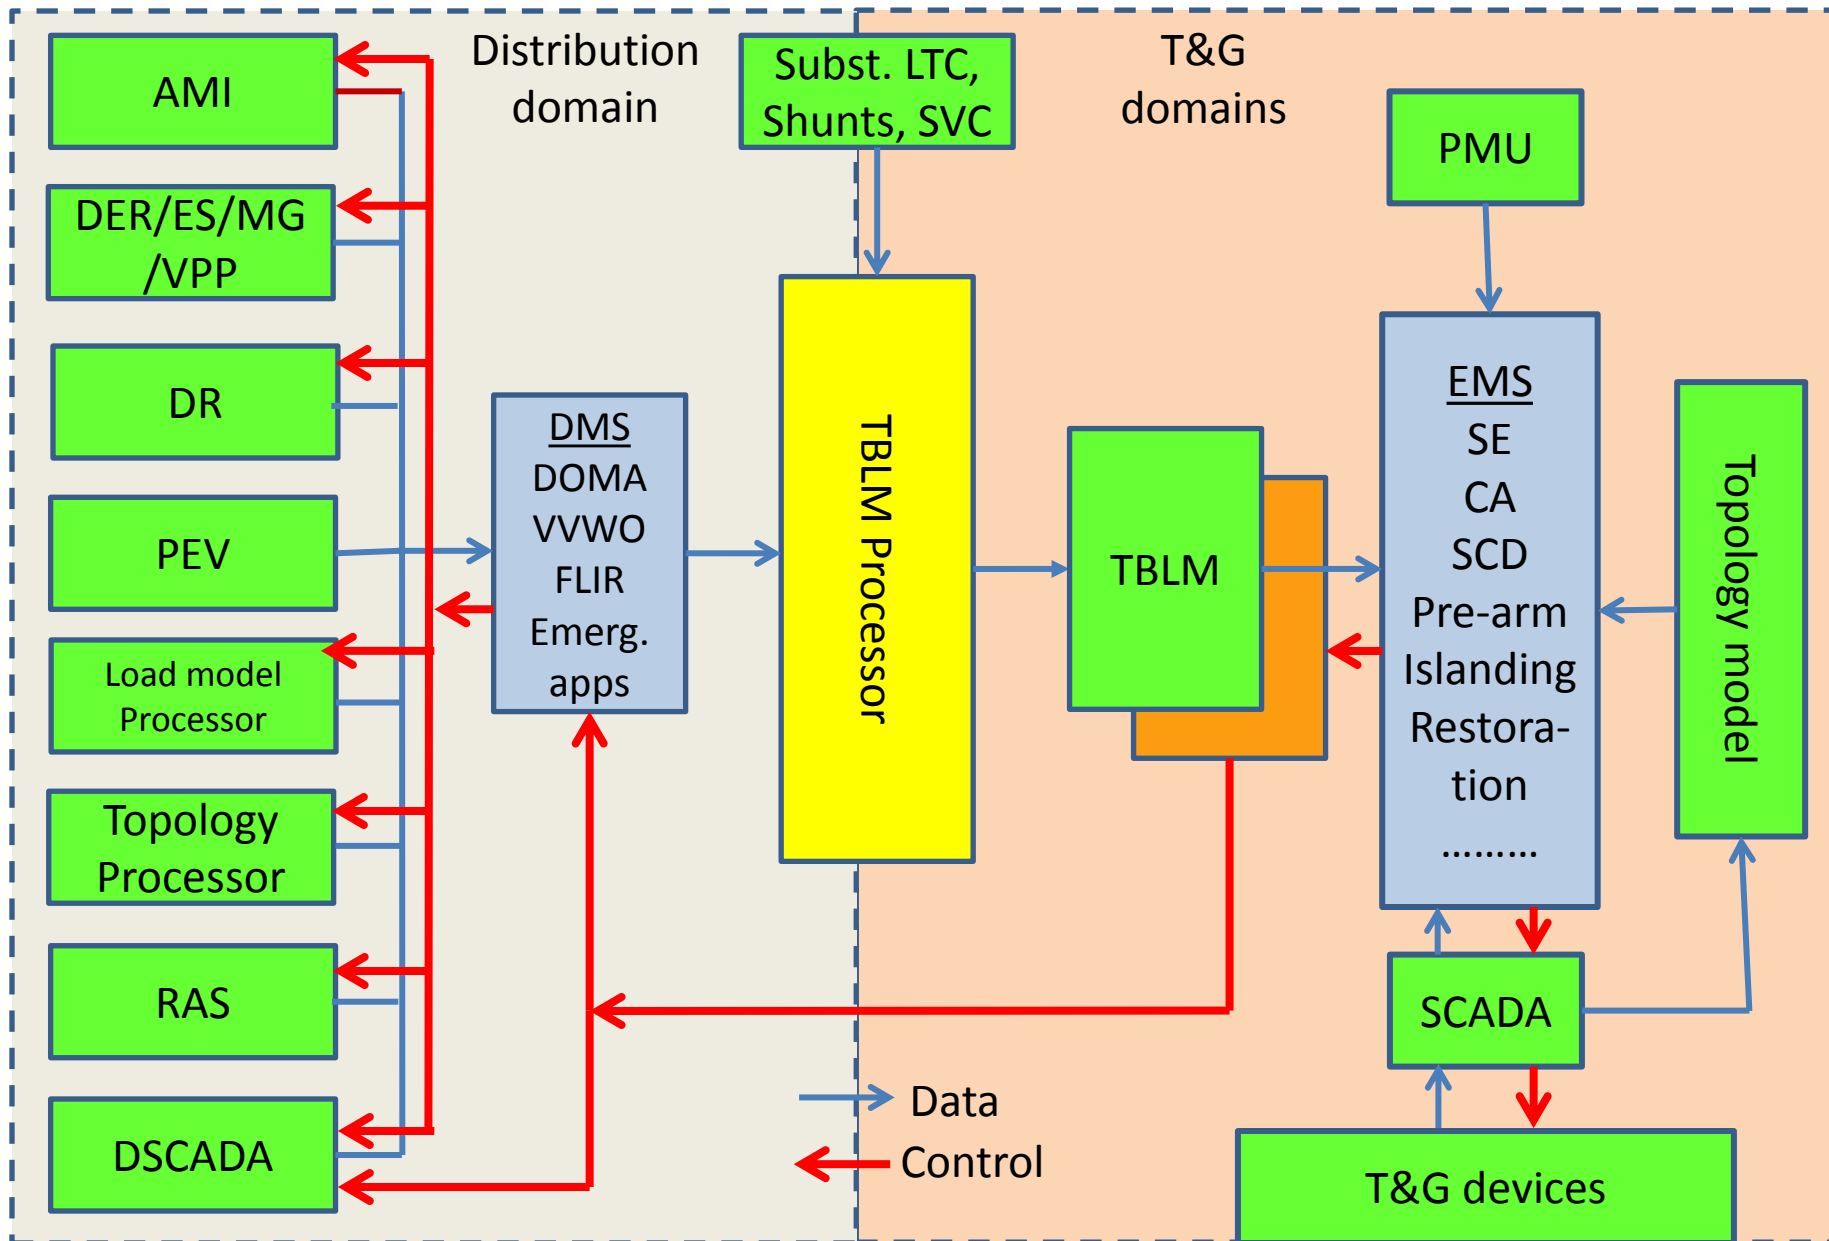 AMI
DER/ES/MG
/VPP
DR
PEV
Load model
Processor
Topology
Processor
RAS
DSCADA
Distribution
domain
DMS
DOMA
VVWO
FLIR
Emerg.
apps
Subst. LTC,
Shunts, SVC
TBLM Processor
T&G
domains
TBLM
PMU
EMS
SE
CA
SCD
Pre-arm
Islanding
Restora-
tion
………
Topology model
SCADA
T&G devices
Data
Control